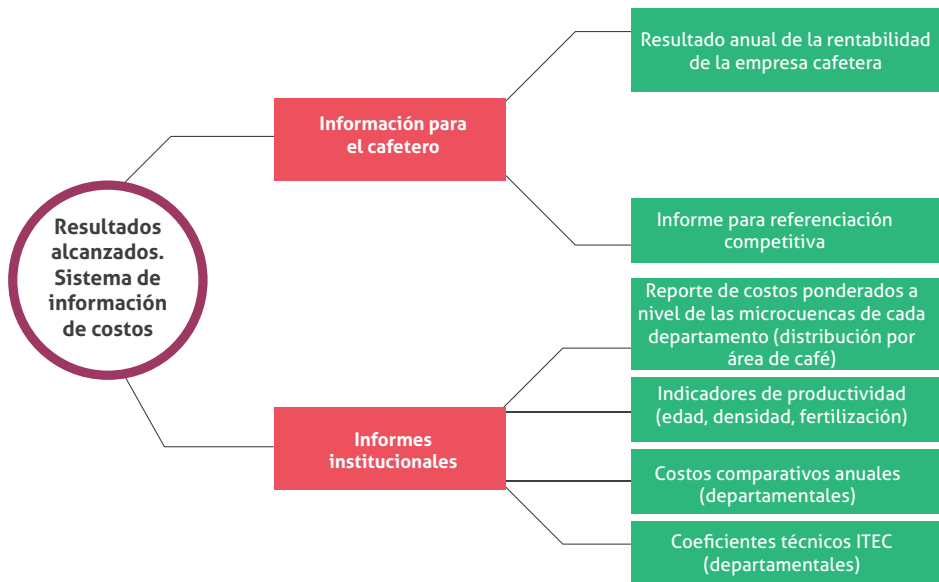 Resultados
alcanzados.
Sistema de
información
de costos
Información para
el cafetero
Resultado anual de la rentabilidad
de la empresa cafetera
Informe para referenciación
competitiva
Informes
institucionales
Reporte de costos ponderados a
nivel de las microcuencas de cada
departamento (distribución por
área de café)
Indicadores de productividad
(edad, densidad, fertilización)
Costos comparativos anuales
(departamentales)
Coeficientes técnicos ITEC
(departamentales)